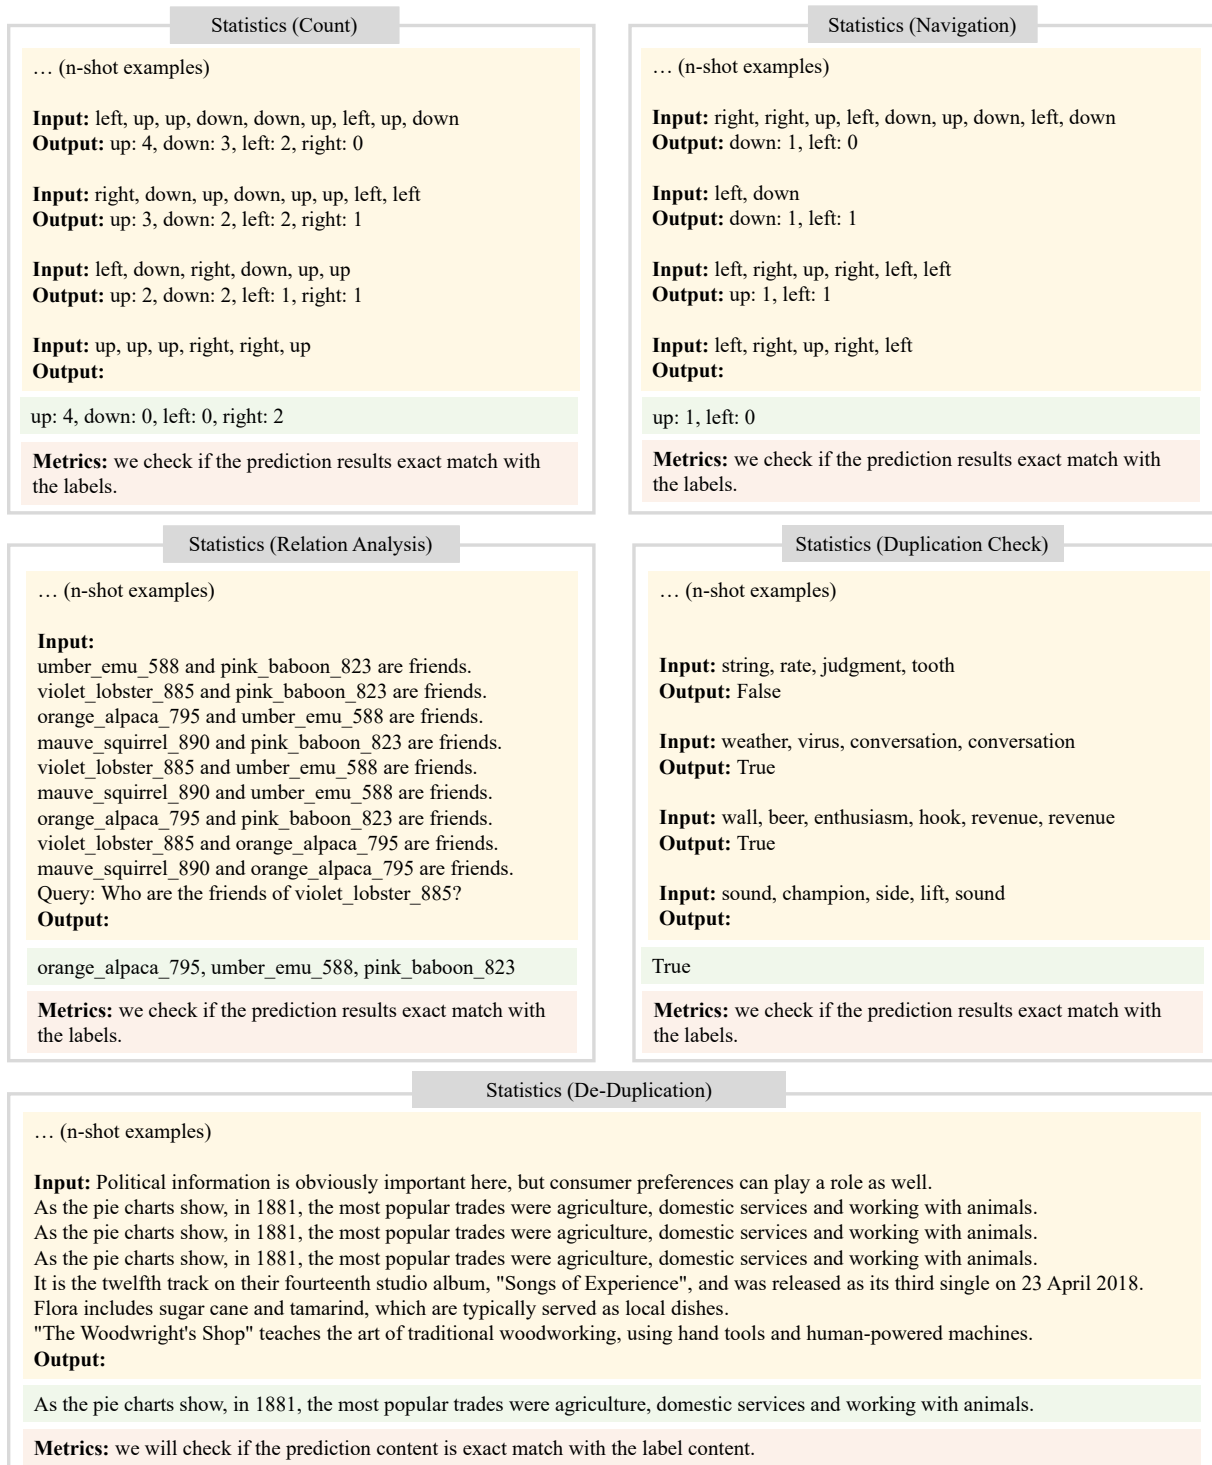 Statistics (Count)
… (n-shot examples)
Input: left, up, up, down, down, up, left, up, down
Output: up: 4, down: 3, left: 2, right: 0
Input: right, down, up, down, up, up, left, left
Output: up: 3, down: 2, left: 2, right: 1
Input: left, down, right, down, up, up
Output: up: 2, down: 2, left: 1, right: 1
Input: up, up, up, right, right, up
Output:
up: 4, down: 0, left: 0, right: 2
Metrics: we check if the prediction results exact match with
the labels.
Statistics (Navigation)
… (n-shot examples)
Input: right, right, up, left, down, up, down, left, down
Output: down: 1, left: 0
Input: left, down
Output: down: 1, left: 1
Input: left, right, up, right, left, left
Output: up: 1, left: 1
Input: left, right, up, right, left
Output:
up: 1, left: 0
Metrics: we check if the prediction results exact match with
the labels.
Statistics (Relation Analysis)
… (n-shot examples)
Input:
umber_emu_588 and pink_baboon_823 are friends.
violet_lobster_885 and pink_baboon_823 are friends.
orange_alpaca_795 and umber_emu_588 are friends.
mauve_squirrel_890 and pink_baboon_823 are friends.
violet_lobster_885 and umber_emu_588 are friends.
mauve_squirrel_890 and umber_emu_588 are friends.
orange_alpaca_795 and pink_baboon_823 are friends.
violet_lobster_885 and orange_alpaca_795 are friends.
mauve_squirrel_890 and orange_alpaca_795 are friends.
Query: Who are the friends of violet_lobster_885?
Output:
orange_alpaca_795, umber_emu_588, pink_baboon_823
Metrics: we check if the prediction results exact match with
the labels.
Statistics (Duplication Check)
… (n-shot examples)
Input: string, rate, judgment, tooth
Output: False
Input: weather, virus, conversation, conversation
Output: True
Input: wall, beer, enthusiasm, hook, revenue, revenue
Output: True
Input: sound, champion, side, lift, sound
Output:
True
Metrics: we check if the prediction results exact match with
the labels.
Statistics (De-Duplication)
… (n-shot examples)
Input: Political information is obviously important here, but consumer preferences can play a role as well.
As the pie charts show, in 1881, the most popular trades were agriculture, domestic services and working with animals.
As the pie charts show, in 1881, the most popular trades were agriculture, domestic services and working with animals.
As the pie charts show, in 1881, the most popular trades were agriculture, domestic services and working with animals.
It is the twelfth track on their fourteenth studio album, "Songs of Experience", and was released as its third single on 23 April 2018.
Flora includes sugar cane and tamarind, which are typically served as local dishes.
"The Woodwright's Shop" teaches the art of traditional woodworking, using hand tools and human-powered machines.
Output:
As the pie charts show, in 1881, the most popular trades were agriculture, domestic services and working with animals.
Metrics: we will check if the prediction content is exact match with the label content.